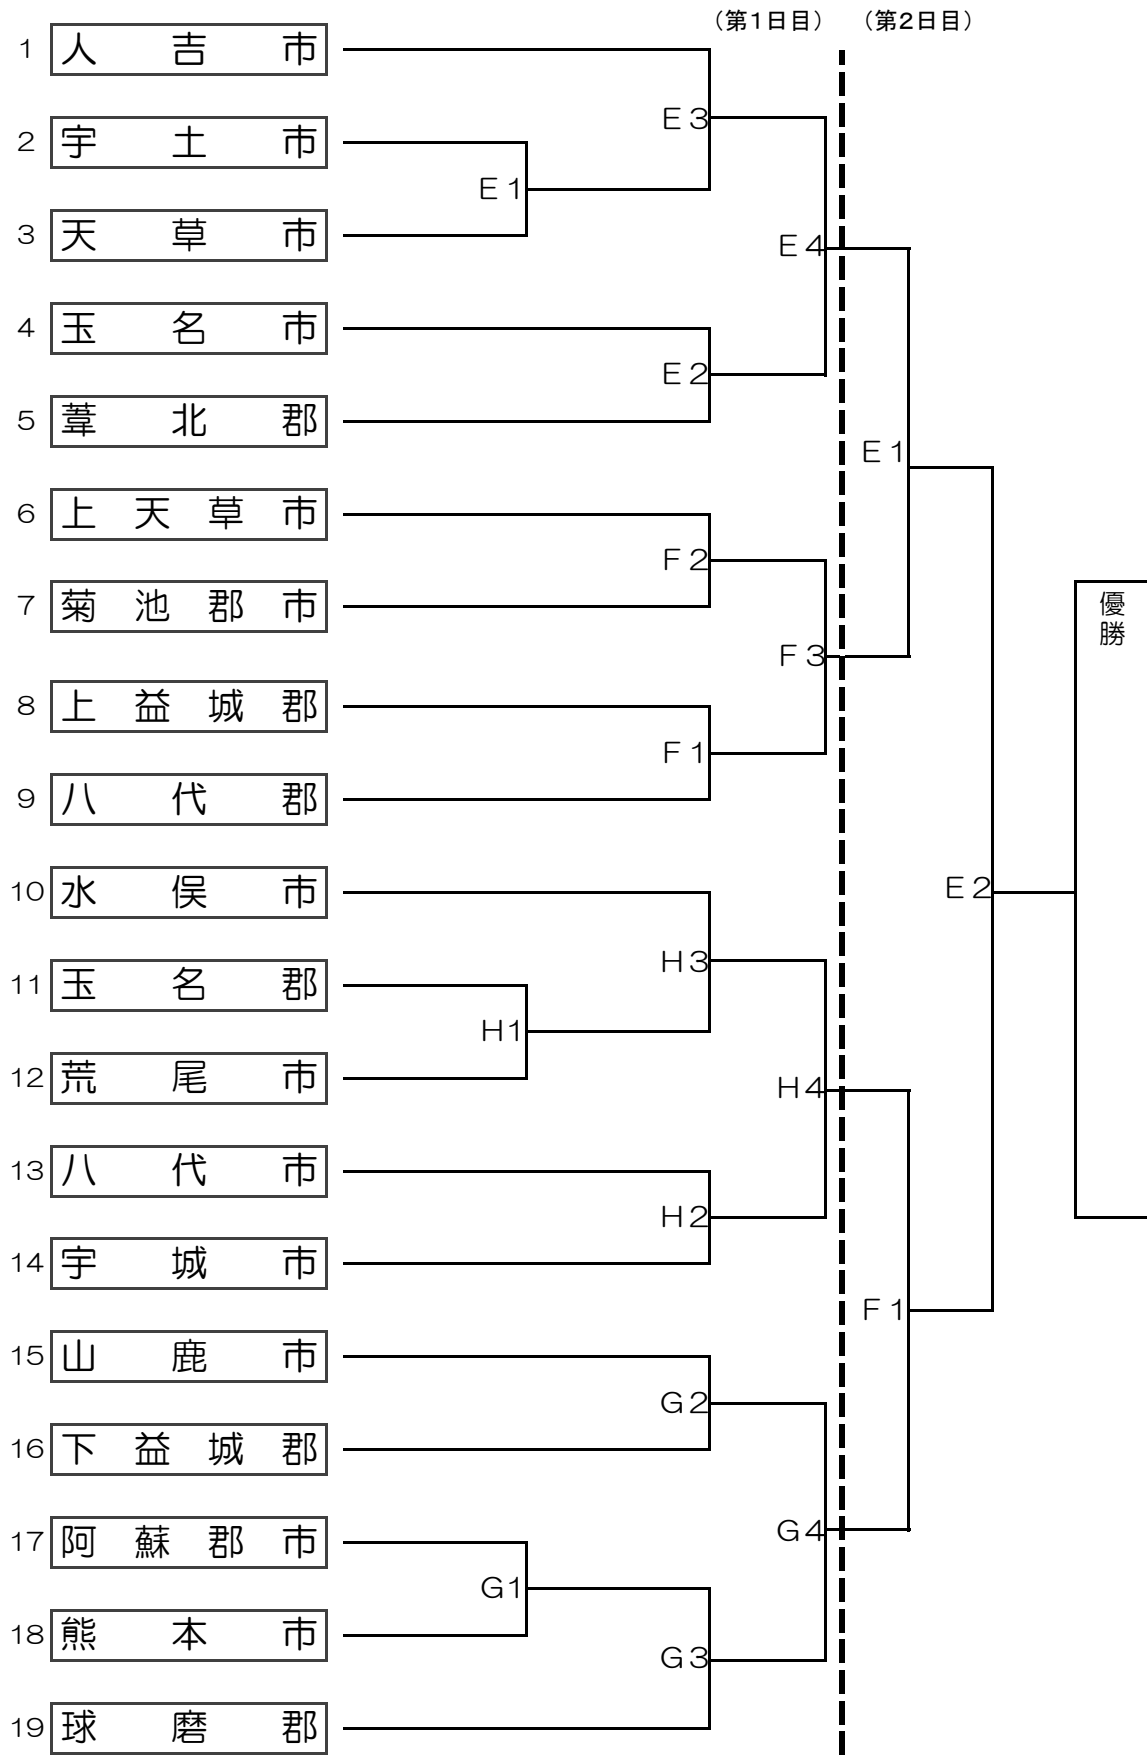 （第1日目）　（第2日目）
1 人吉市
E3
2 宇土市
E1
3 天草市
E4
4 玉名市
E2
5 葦北郡
E1
6 上天草市
F2
7 菊池郡市
優勝
F3
8 上益城郡
F1
9 八代郡
10 水俣市
E2
H3
11 玉名郡
H1
12 荒尾市
H4
13 八代市
H2
14 宇城市
F1
15 山鹿市
G2
16 下益城郡
G4
17 阿蘇郡市
G1
18 熊本市
G3
19 球磨郡